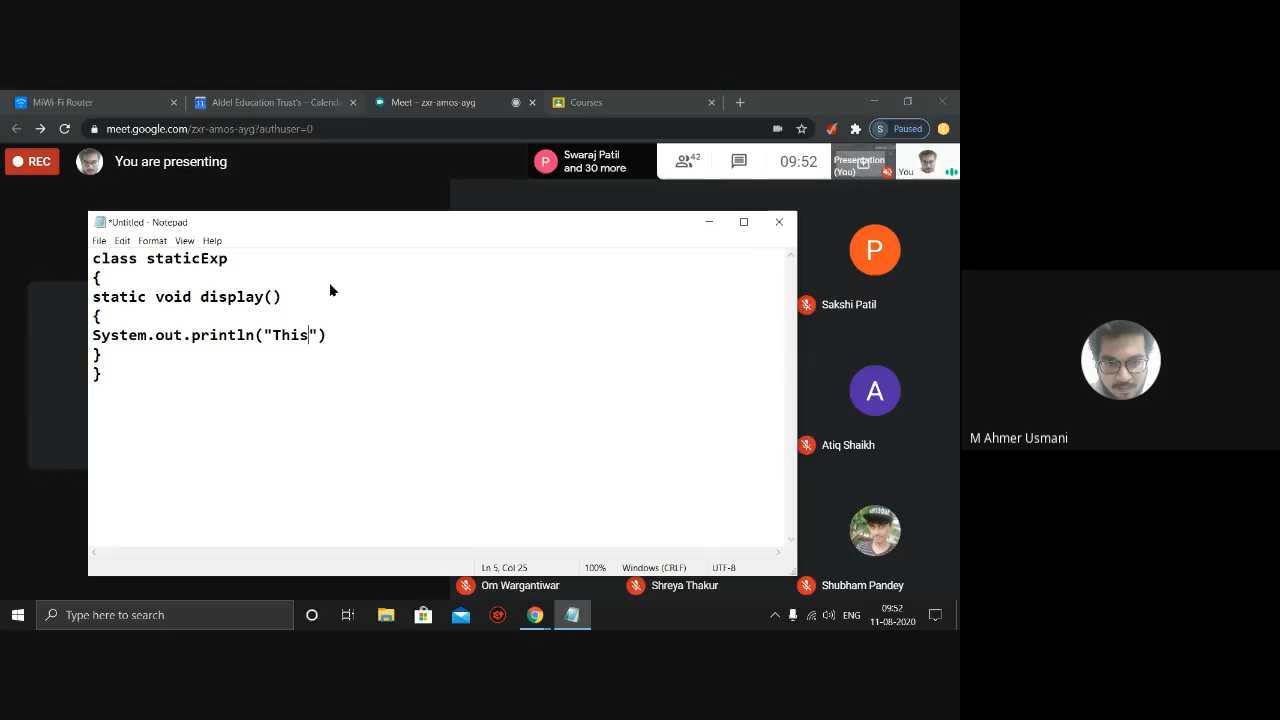 MiWi-Fi Router
Aldel Education Trust's – Calenda
Meet – zxr-amos-ayg
Courses
meet.google.com/zxr-amos-ayg?authuser=0
S Paused
REC
You are presenting
P
Swaraj Patil
and 30 more
42
09:52
Presentation
(You)
You
*Untitled - Notepad
File Edit Format View Help
class staticExp
{
static void display()
{
System.out.println("This")
}
}
Ln 5, Col 25
100%
Windows (CRLF)
UTF-8
P
Sakshi Patil
A
Atiq Shaikh
M Ahmer Usmani
Om Wargantiwar
Shreya Thakur
Shubham Pandey
Type here to search
ENG
09:52
11-08-2020